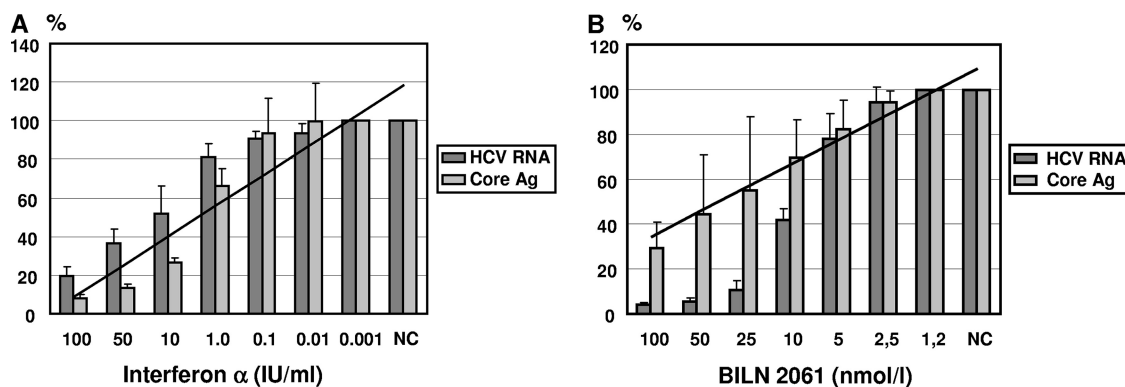 A %
140
120
100
80
60
40
20
0
100 50 10 1.0 0.1 0.01 0.001 NC
Interferon α (IU/ml)
HCV RNA
Core Ag
B %
120
100
80
60
40
20
0
100 50 25 10 5 2,5 1,2 NC
BILN 2061 (nmol/l)
HCV RNA
Core Ag